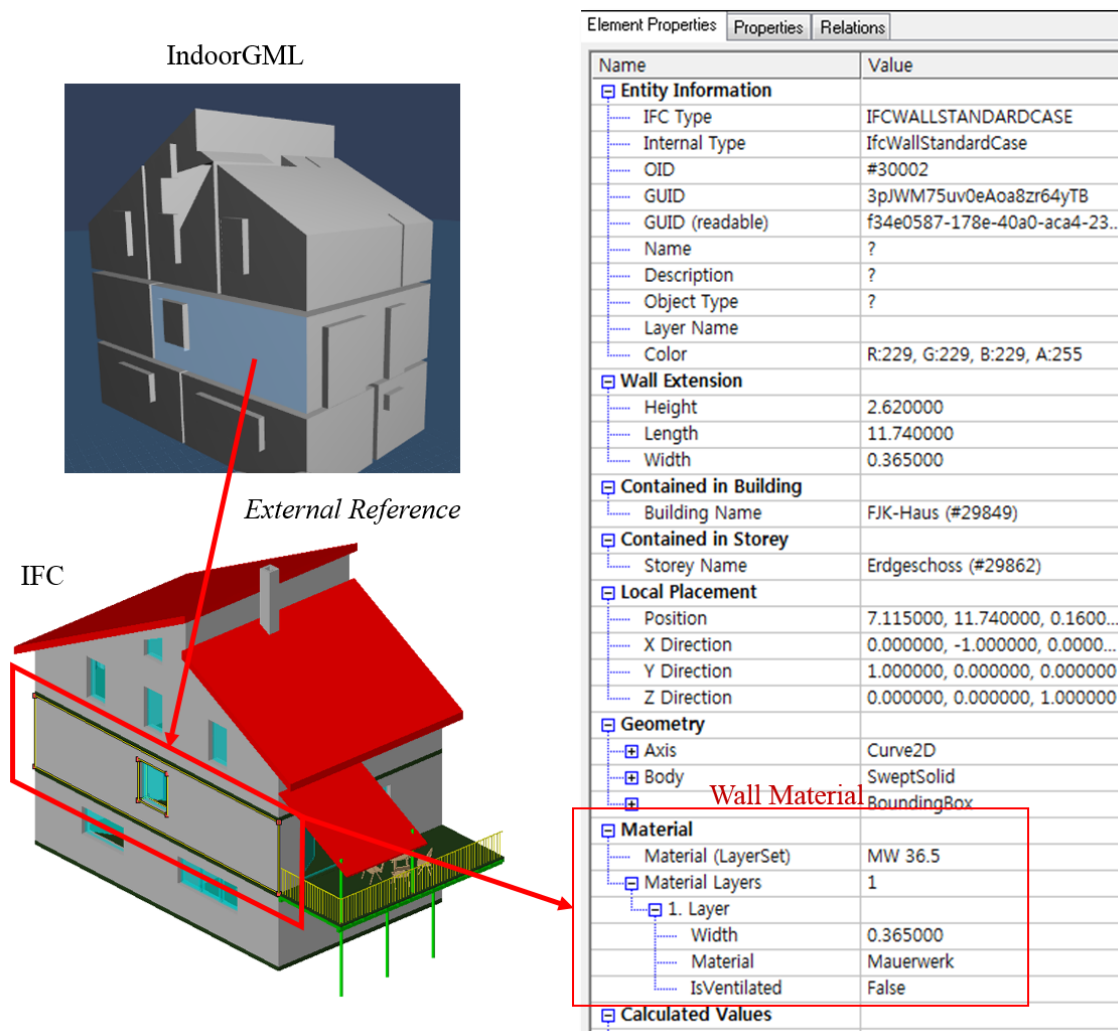 IndoorGML
External Reference
IFC
Element Properties Properties Relations
Name Value
Entity Information
IFC Type IFCWALLSTANDARDCASE
Internal Type IfcWallStandardCase
OID #30002
GUID 3pJWM75uv0eAoa8zr64yTB
GUID (readable) f34e0587-178e-40a0-aca4-23...
Name ?
Description ?
Object Type ?
Layer Name
Color R:229, G:229, B:229, A:255
Wall Extension
Height 2.620000
Length 11.740000
Width 0.365000
Contained in Building
Building Name FJK-Haus (#29849)
Contained in Storey
Storey Name Erdgeschoss (#29862)
Local Placement
Position 7.115000, 11.740000, 0.1600...
X Direction 0.000000, -1.000000, 0.0000...
Y Direction 1.000000, 0.000000, 0.000000
Z Direction 0.000000, 0.000000, 1.000000
Geometry
Axis Curve2D
Body SweptSolid
Wall Material
BoundingBox
Material
Material (LayerSet) MW 36.5
Material Layers 1
1. Layer
Width 0.365000
Material Mauerwerk
IsVentilated False
Calculated Values